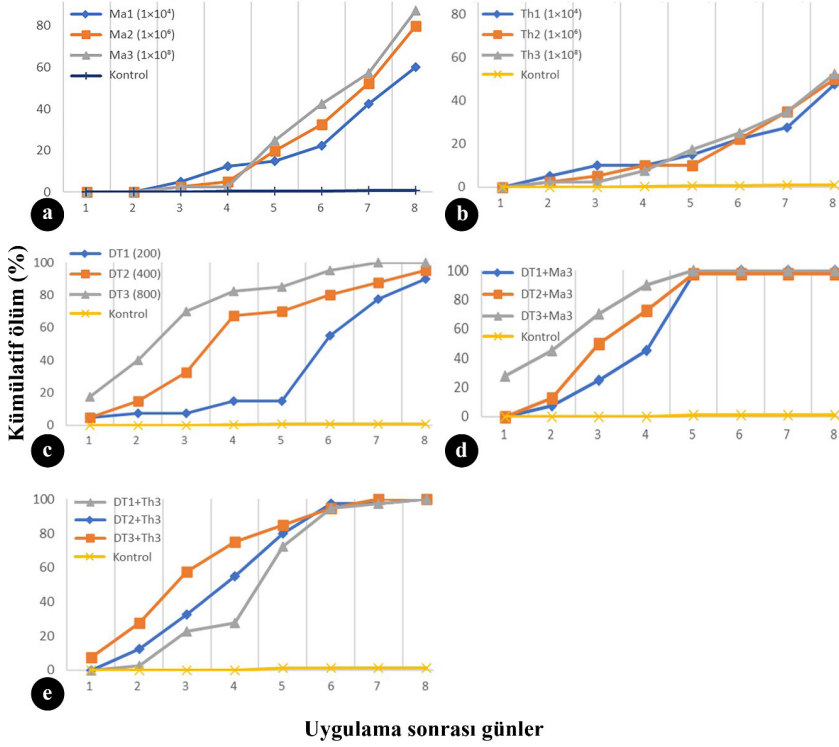 Kümülatif ölüm (%)
Ma1 (1×10⁴)
Ma2 (1×10⁶)
Ma3 (1×10⁸)
Kontrol
80
60
40
20
0
1 2 3 4 5 6 7 8
a
Th1 (1×10⁴)
Th2 (1×10⁶)
Th3 (1×10⁸)
Kontrol
80
60
40
20
0
1 2 3 4 5 6 7 8
b
DT1 (200)
DT2 (400)
DT3 (800)
Kontrol
100
80
60
40
20
0
1 2 3 4 5 6 7 8
c
DT1+Ma3
DT2+Ma3
DT3+Ma3
Kontrol
100
80
60
40
20
0
1 2 3 4 5 6 7 8
d
DT1+Th3
DT2+Th3
DT3+Th3
Kontrol
100
80
60
40
20
0
1 2 3 4 5 6 7 8
e
Uygulama sonrası günler